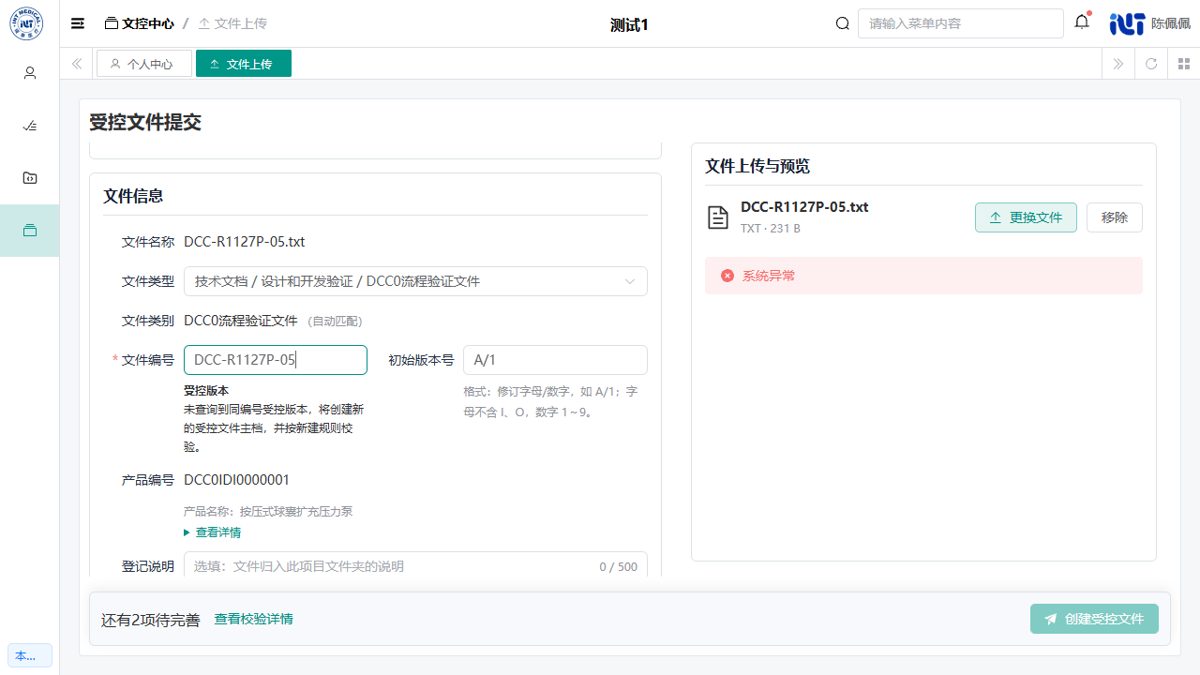 文控中心 / 文件上传
测试1
请输入菜单内容
陈佩佩
个人中心
文件上传
受控文件提交
文件信息
文件名称 DCC-R1127P-05.txt
文件类型 技术文档 / 设计和开发验证 / DCC0流程验证文件
文件类别 DCC0流程验证文件 (自动匹配)
* 文件编号 DCC-R1127P-05 初始版本号 A/1
受控版本
未查询到同编号受控版本，将创建新
的受控文件主档，并按新建规则校
验。
格式：修订字母/数字，如 A/1；字
母不含 I、O，数字 1~9。
产品编号 DCC0IDI0000001
产品名称：按压式球囊扩充压力泵
查看详情
登记说明 选填：文件归入此项目文件夹的说明 0 / 500
文件上传与预览
DCC-R1127P-05.txt
TXT · 231 B
更换文件
移除
系统异常
还有2项待完善 查看校验详情
创建受控文件
本...